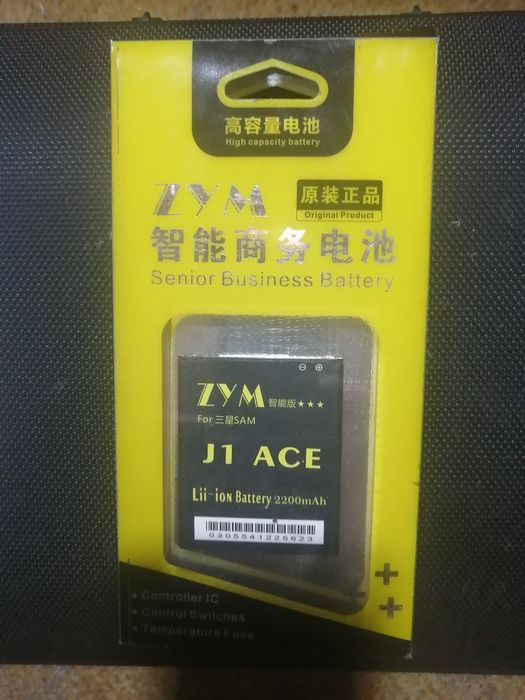 高容量电池
High capacity battery
ZYM
原装正品
Original Product
智能商务电池
Senior Business Battery
ZYM 智能版★★★
For 三星SAM
J1 ACE
Lii-ion Battery 2200mAh
0305541225623
• Controller IC
• Control Switches
• Temperature Fuse